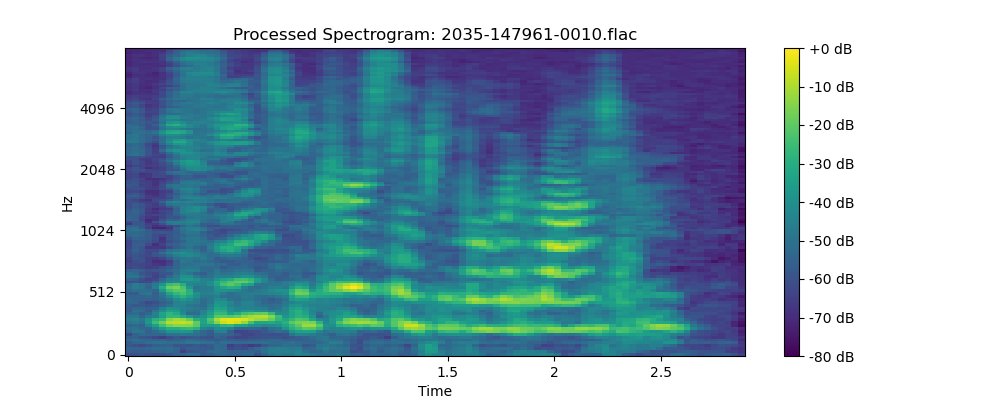 Processed Spectrogram: 2035-147961-0010.flac
Hz
4096
2048
1024
512
0
0
0.5
1
1.5
2
2.5
Time
+0 dB
-10 dB
-20 dB
-30 dB
-40 dB
-50 dB
-60 dB
-70 dB
-80 dB